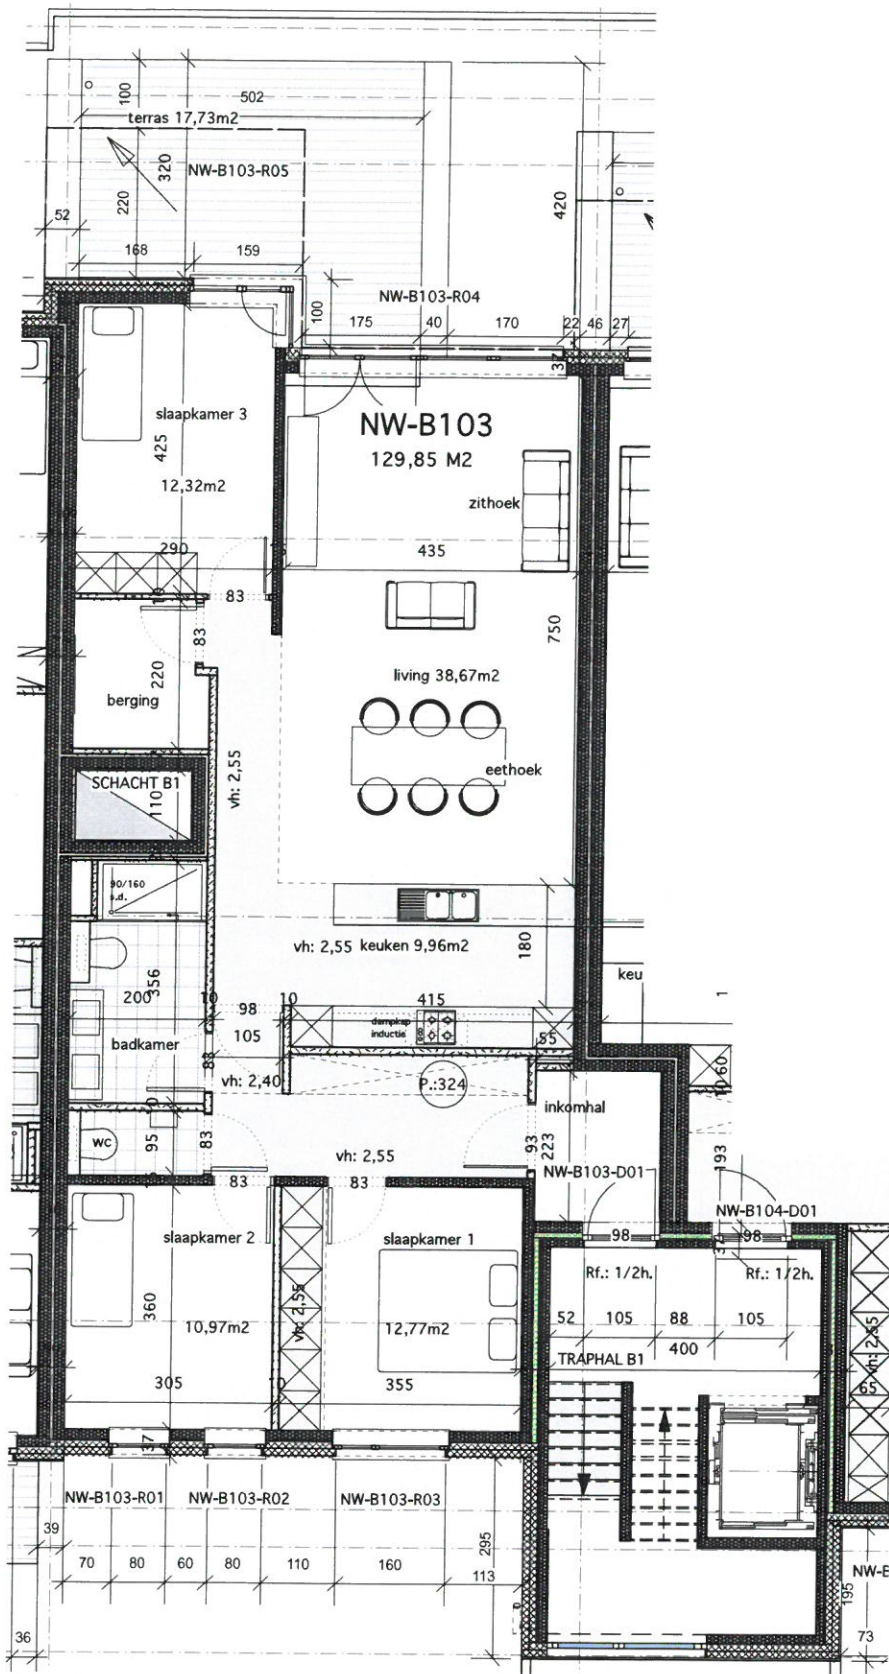 100
502
terras 17,73m2
320
NW-B103-R05
220
420
52
168
159
100
NW-B103-R04
175
40
170
22
46
27
37
slaapkamer 3
NW-B103
129,85 M2
425
12,32m2
zithoek
290
435
10
83
83
750
220
living 38,67m2
berging
eethoek
SCHACHT B1
110
vh: 2,55
90/160
s.d.
vh: 2,55 keuken 9,96m2
180
keu
356
200
10
98
10
415
1
105
dampkap
inductie
55
badkamer
83
vh: 2,40
P.:324
10
60
inkomhal
wc
95
83
vh: 2,55
93
223
193
NW-B103-D01
83
83
NW-B104-D01
slaapkamer 2
slaapkamer 1
98
98
37
Rf.: 1/2h.
Rf.: 1/2h.
360
vh: 2,55
10,97m2
12,77m2
52
105
88
105
400
vh: 2,55
TRAPHAL B1
305
10
355
65
37
NW-B103-R01
NW-B103-R02
NW-B103-R03
39
295
70
80
60
80
110
160
113
NW-B
195
36
73